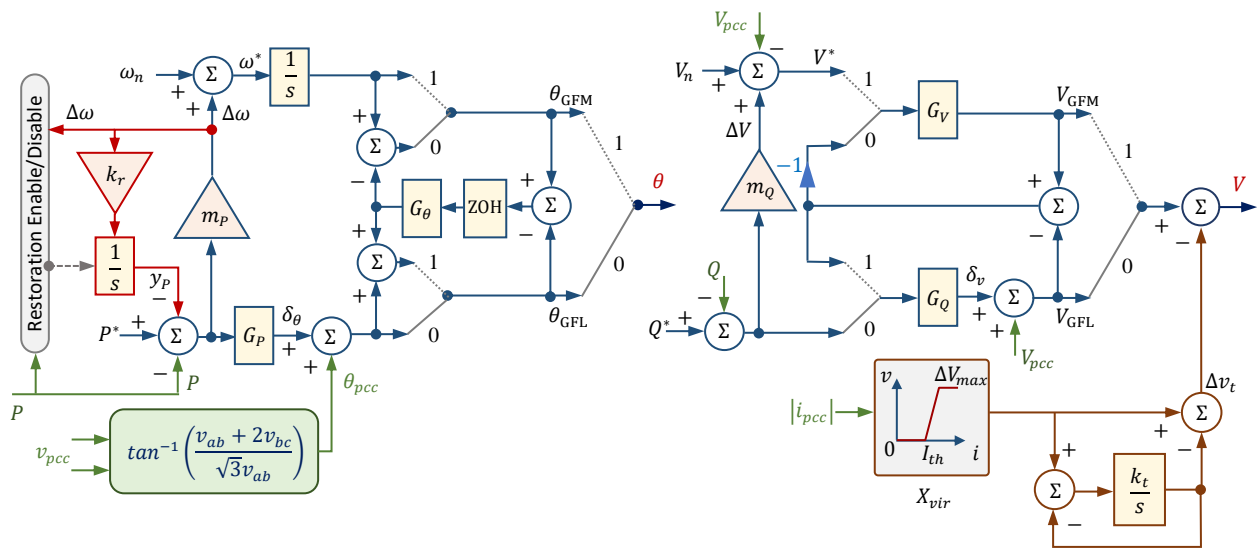 Restoration Enable/Disable
ω_n
+
+
Σ
ω*
1/s
Δω
Δω
k_r
m_P
1/s
y_P
−
P*
+
Σ
−
P
P
G_P
δ_θ
+
Σ
+
θ_pcc
v_pcc
tan⁻¹((v_ab + 2v_bc)/(√3v_ab))
+
Σ
−
1
0
G_θ
ZOH
+
Σ
+
1
0
θ_GFM
+
Σ
−
θ_GFL
1
0
θ
V_pcc
−
V_n
+
Σ
+
V*
ΔV
m_Q
−1
1
0
G_V
V_GFM
+
Σ
−
Q
−
Q*
+
Σ
1
0
G_Q
δ_v
+
Σ
+
V_pcc
V_GFL
1
0
+
Σ
−
V
|i_pcc|
v
ΔV_max
0
I_th
i
X_vir
Δv_t
+
Σ
−
+
Σ
−
k_t/s